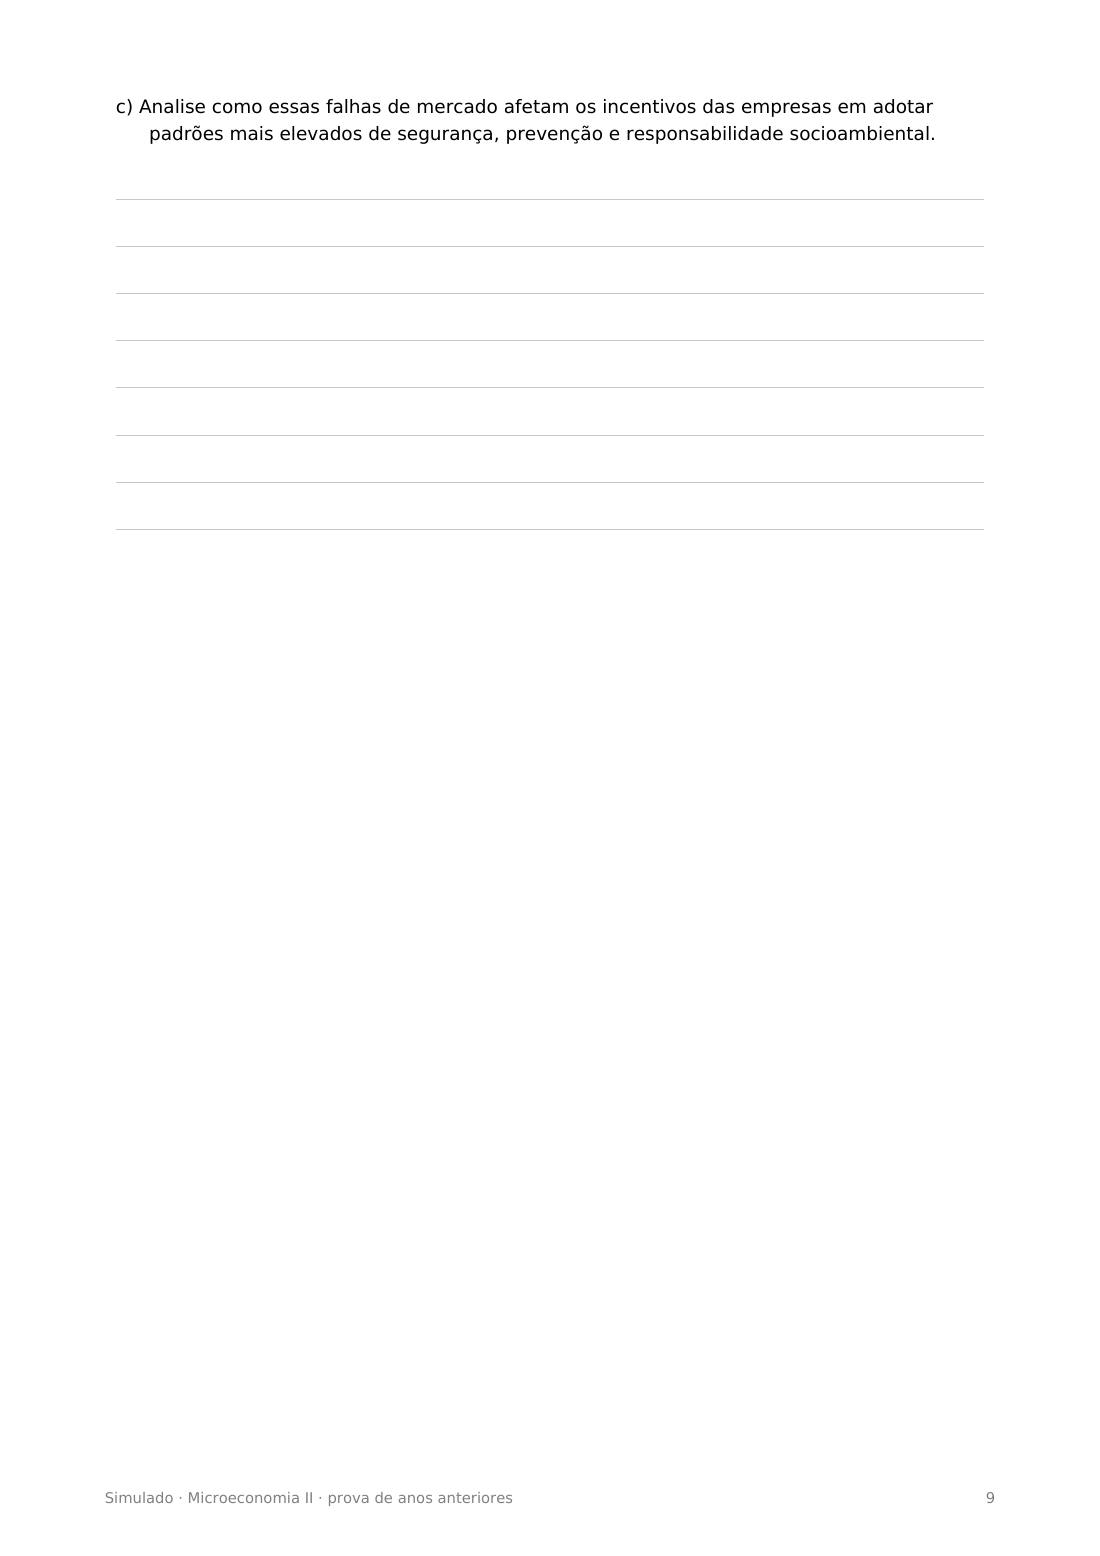 c) Analise como essas falhas de mercado afetam os incentivos das empresas em adotar
padrões mais elevados de segurança, prevenção e responsabilidade socioambiental.
Simulado · Microeconomia II · prova de anos anteriores 9